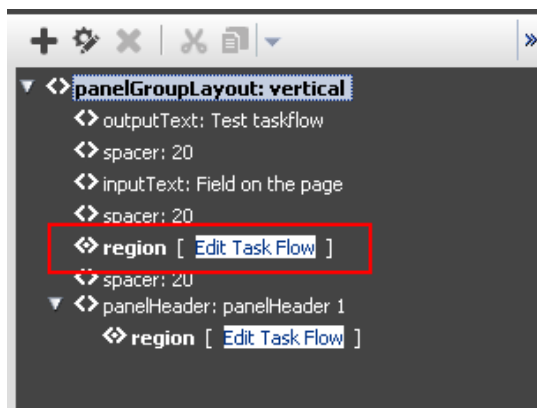 »
panelGroupLayout: vertical
outputText: Test taskflow
spacer: 20
inputText: Field on the page
spacer: 20
region [ Edit Task Flow ]
spacer: 20
panelHeader: panelHeader 1
region [ Edit Task Flow ]